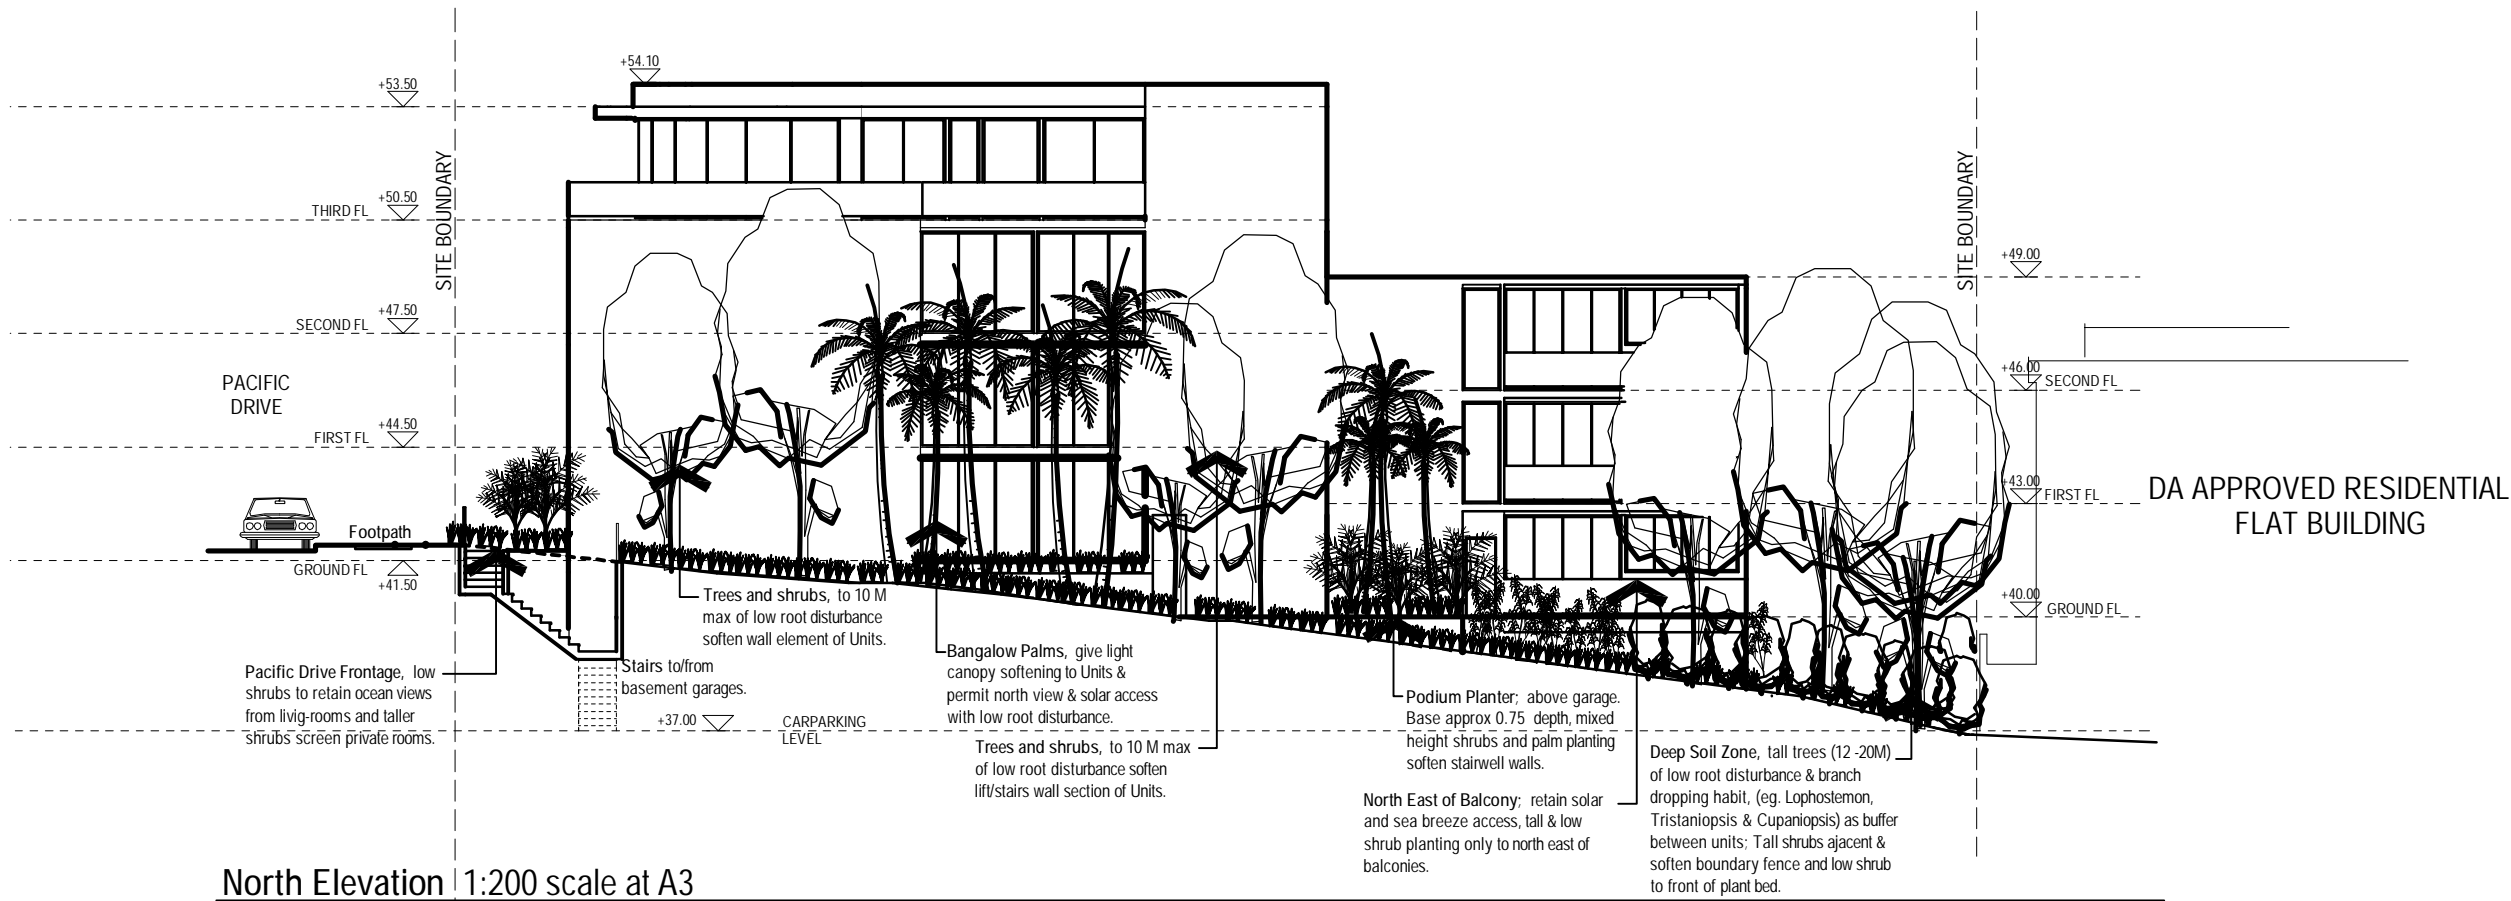 +54.10
+53.50
THIRD FL
+50.50
SITE BOUNDARY
SITE BOUNDARY
+49.00
SECOND FL
+47.50
PACIFIC
DRIVE
+46.00
SECOND FL
FIRST FL
+44.50
+43.00
FIRST FL
DA APPROVED RESIDENTIAL
FLAT BUILDING
Footpath
GROUND FL
+41.50
+40.00
GROUND FL
Trees and shrubs, to 10 M
max of low root disturbance
soften wall element of Units.
Pacific Drive Frontage, low
shrubs to retain ocean views
from livig-rooms and taller
shrubs screen private rooms.
Stairs to/from
basement garages.
+37.00
CARPARKING
LEVEL
Bangalow Palms, give light
canopy softening to Units &
permit north view & solar access
with low root disturbance.
Trees and shrubs, to 10 M max
of low root disturbance soften
lift/stairs wall section of Units.
Podium Planter; above garage.
Base approx 0.75 depth, mixed
height shrubs and palm planting
soften stairwell walls.
North East of Balcony; retain solar
and sea breeze access, tall & low
shrub planting only to north east of
balconies.
Deep Soil Zone, tall trees (12 -20M)
of low root disturbance & branch
dropping habit, (eg. Lophostemon,
Tristaniopsis & Cupaniopsis) as buffer
between units; Tall shrubs ajacent &
soften boundary fence and low shrub
to front of plant bed.
North Elevation 1:200 scale at A3